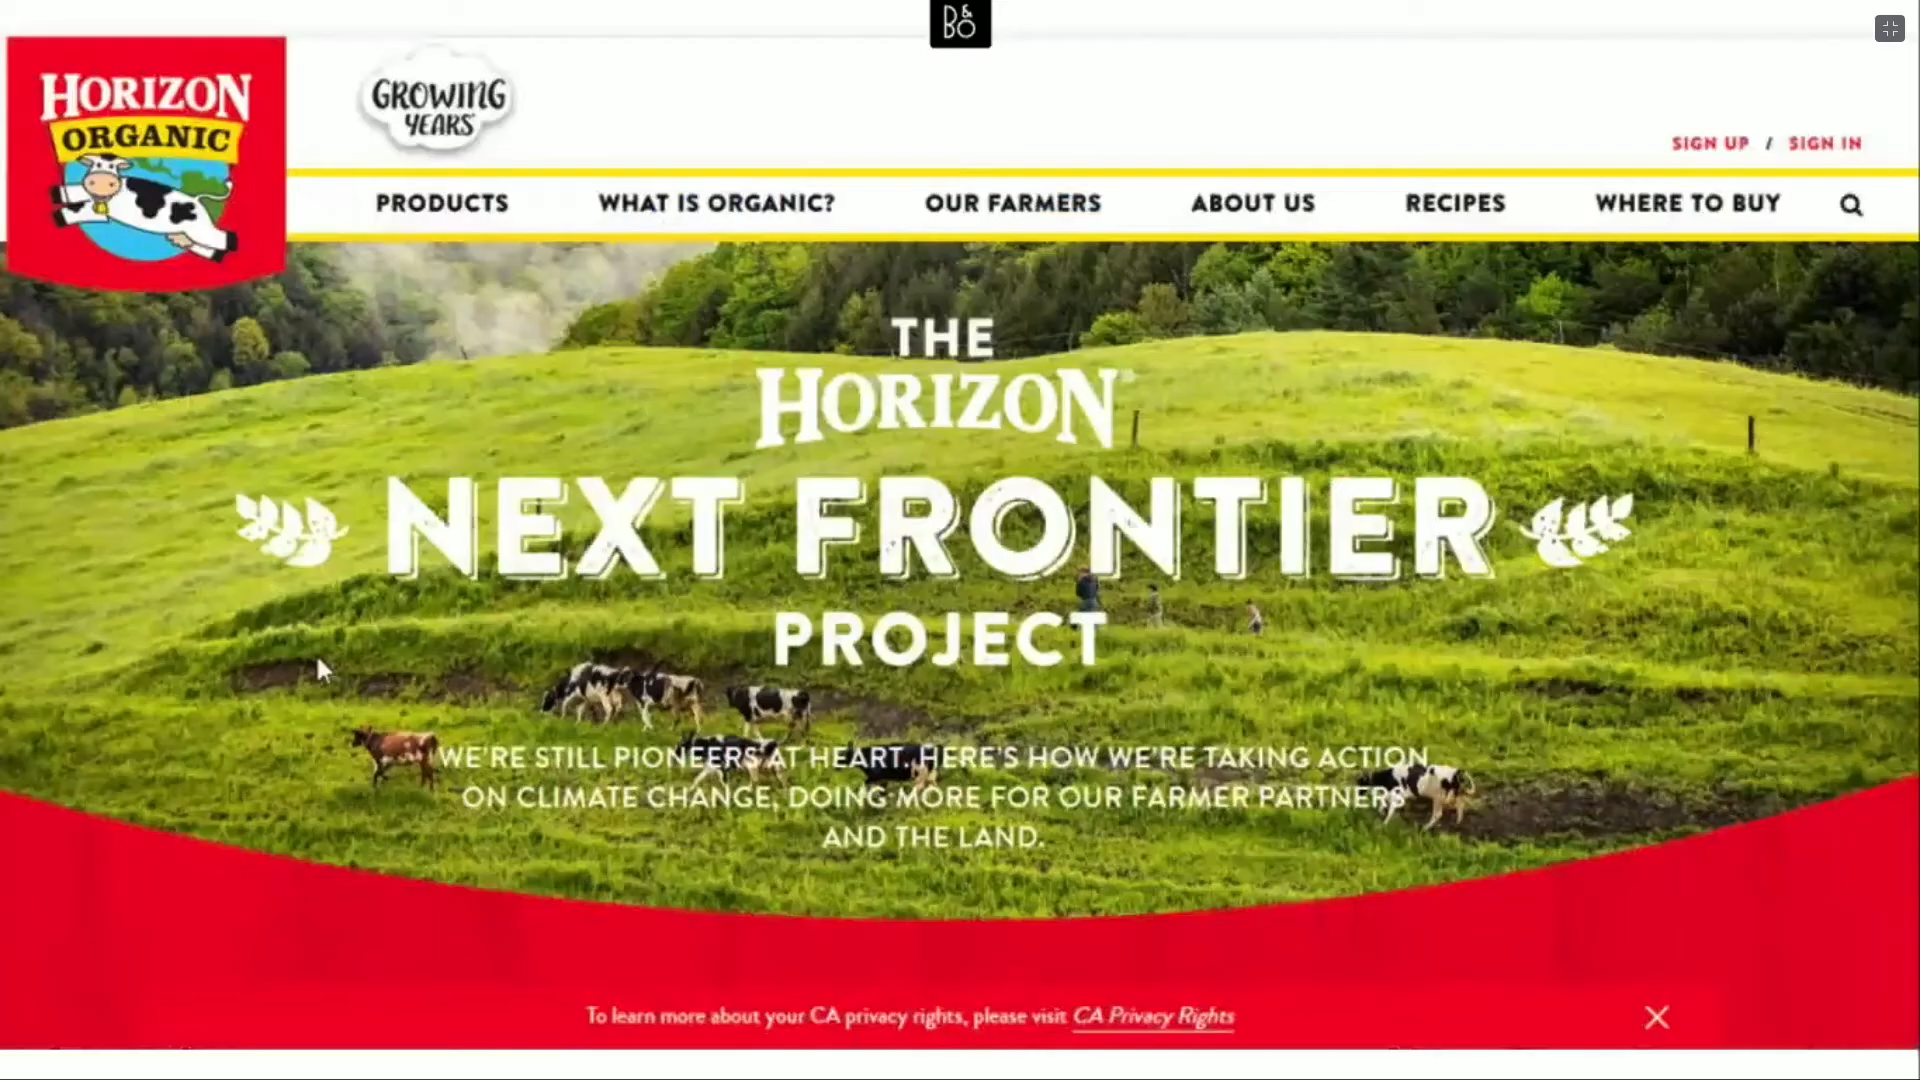 B&O
HORIZON
ORGANIC
GROWING
YEARS
SIGN UP / SIGN IN
PRODUCTS WHAT IS ORGANIC? OUR FARMERS ABOUT US RECIPES WHERE TO BUY
THE
HORIZON
NEXT FRONTIER
PROJECT
WE'RE STILL PIONEERS AT HEART. HERE'S HOW WE'RE TAKING ACTION
ON CLIMATE CHANGE, DOING MORE FOR OUR FARMER PARTNERS
AND THE LAND.
To learn more about your CA privacy rights, please visit CA Privacy Rights